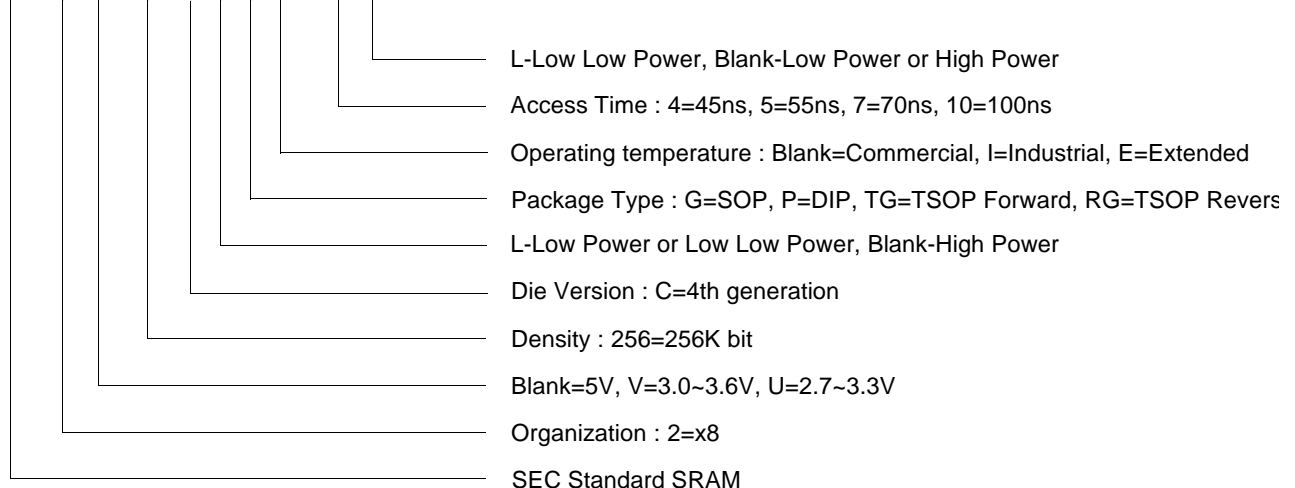 L-Low Low Power, Blank-Low Power or High Power
Access Time : 4=45ns, 5=55ns, 7=70ns, 10=100ns
Operating temperature : Blank=Commercial, I=Industrial, E=Extended
Package Type : G=SOP, P=DIP, TG=TSOP Forward, RG=TSOP Revers
L-Low Power or Low Low Power, Blank-High Power
Die Version : C=4th generation
Density : 256=256K bit
Blank=5V, V=3.0~3.6V, U=2.7~3.3V
Organization : 2=x8
SEC Standard SRAM